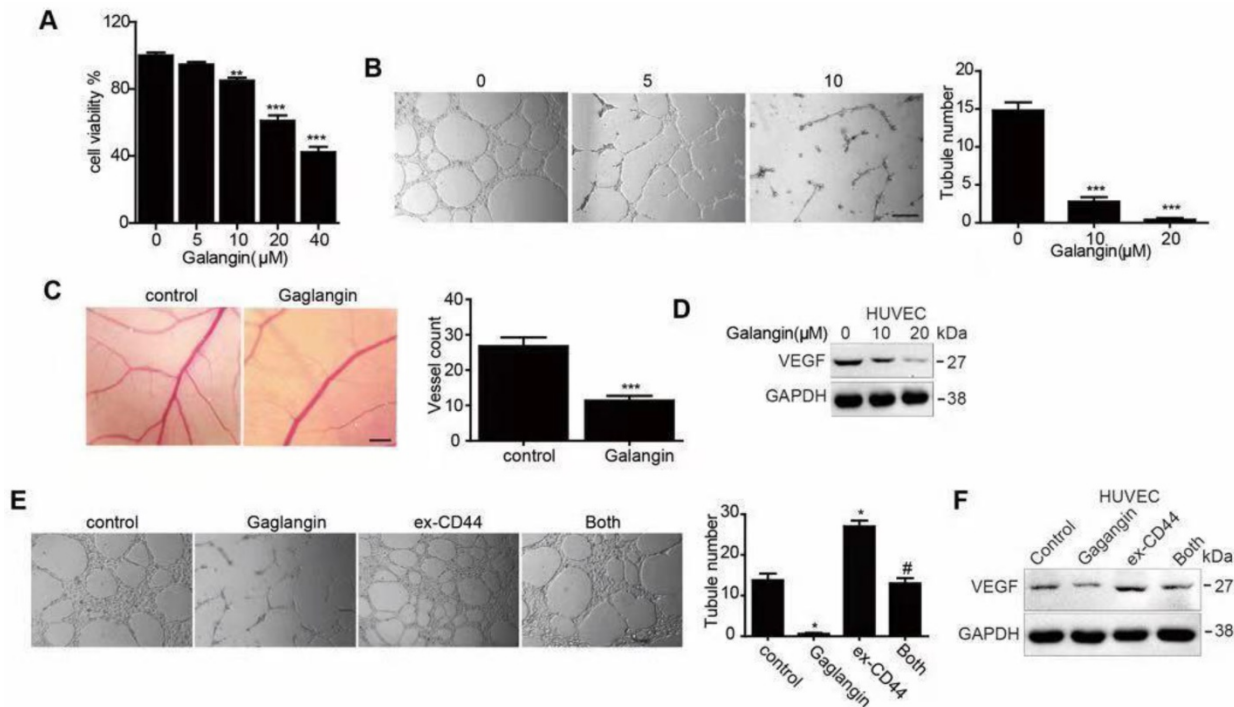 A
120
80
40
0
cell viability %
**
***
***
0 5 10 20 40
Galangin(µM)
B
0 5 10
20
15
10
5
0
Tubule number
***
***
0 10 20
Galangin(µM)
C
control Gaglangin
40
30
20
10
0
Vessel count
***
control Galangin
D
HUVEC
Galangin(µM) 0 10 20 kDa
VEGF -27
GAPDH -38
E
control Gaglangin ex-CD44 Both
30
20
10
0
Tubule number
*
*
#
control Gaglangin ex-CD44 Both
F
HUVEC
Control Gagangin ex-CD44 Both kDa
VEGF -27
GAPDH -38